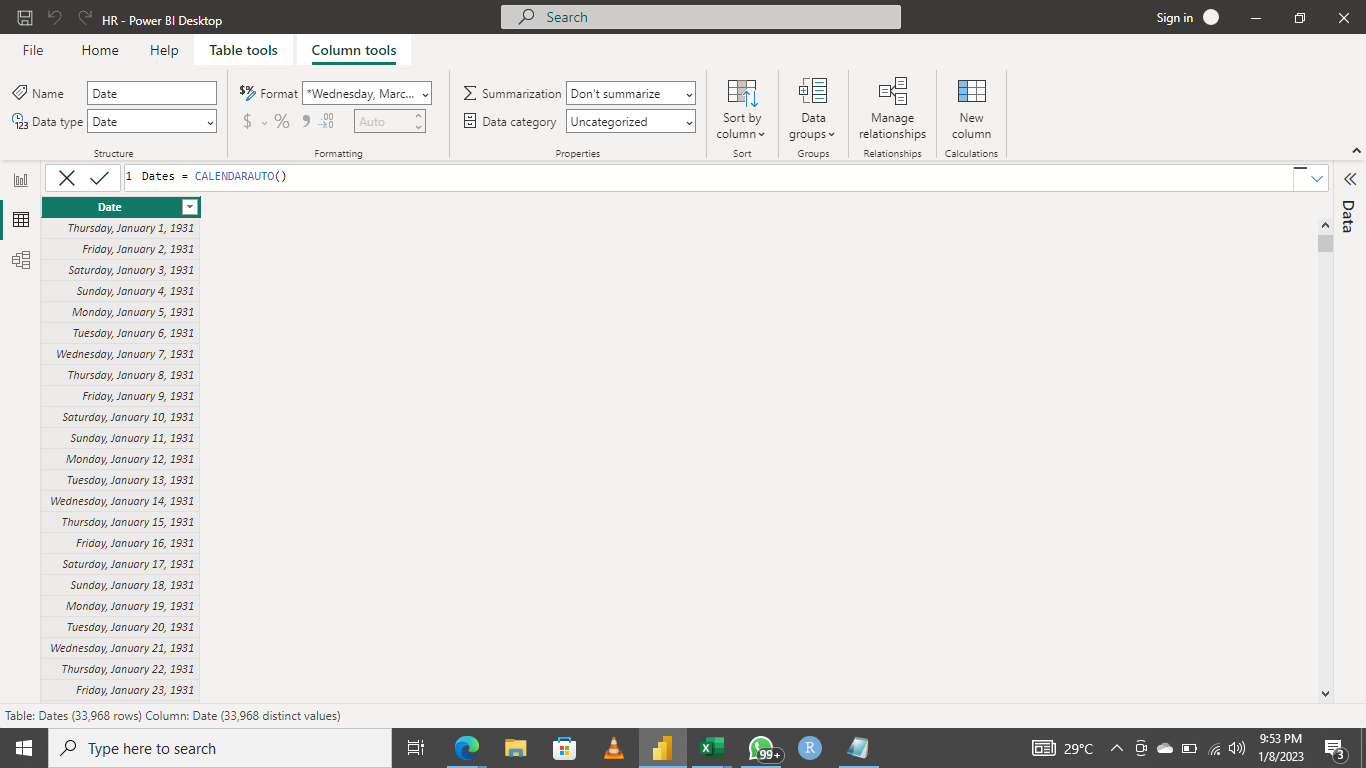 HR - Power BI Desktop
Search
Sign in
File Home Help Table tools Column tools
Name Date
Data type Date
Structure
$% Format *Wednesday, Marc...
$ % 9 .00 →.0 Auto
Formatting
Summarization Don't summarize
Data category Uncategorized
Properties
Sort by
column
Sort
Data
groups
Groups
Manage
relationships
Relationships
New
column
Calculations
1 Dates = CALENDARAUTO()
Data
Date
Thursday, January 1, 1931
Friday, January 2, 1931
Saturday, January 3, 1931
Sunday, January 4, 1931
Monday, January 5, 1931
Tuesday, January 6, 1931
Wednesday, January 7, 1931
Thursday, January 8, 1931
Friday, January 9, 1931
Saturday, January 10, 1931
Sunday, January 11, 1931
Monday, January 12, 1931
Tuesday, January 13, 1931
Wednesday, January 14, 1931
Thursday, January 15, 1931
Friday, January 16, 1931
Saturday, January 17, 1931
Sunday, January 18, 1931
Monday, January 19, 1931
Tuesday, January 20, 1931
Wednesday, January 21, 1931
Thursday, January 22, 1931
Friday, January 23, 1931
Table: Dates (33,968 rows) Column: Date (33,968 distinct values)
Type here to search
99+
R
29°C
9:53 PM
1/8/2023
3